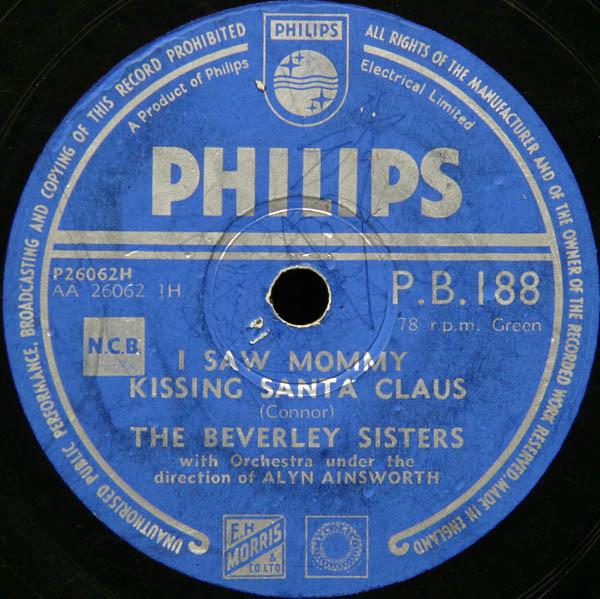 PHILIPS
UNAUTHORISED PUBLIC PERFORMANCE, BROADCASTING AND COPYING OF THIS RECORD PROHIBITED
ALL RIGHTS OF THE MANUFACTURER AND OF THE OWNER OF THE RECORDED WORK RESERVED. MADE IN ENGLAND
A Product of Philips
Electrical Limited
PHILIPS
P26062H
AA 26062 1H
P.B.188
78 r.p.m. Green
N.C.B.
I SAW MOMMY
KISSING SANTA CLAUS
(Connor)
THE BEVERLEY SISTERS
with Orchestra under the
direction of ALYN AINSWORTH
E.H.
MORRIS
& CO. LTD